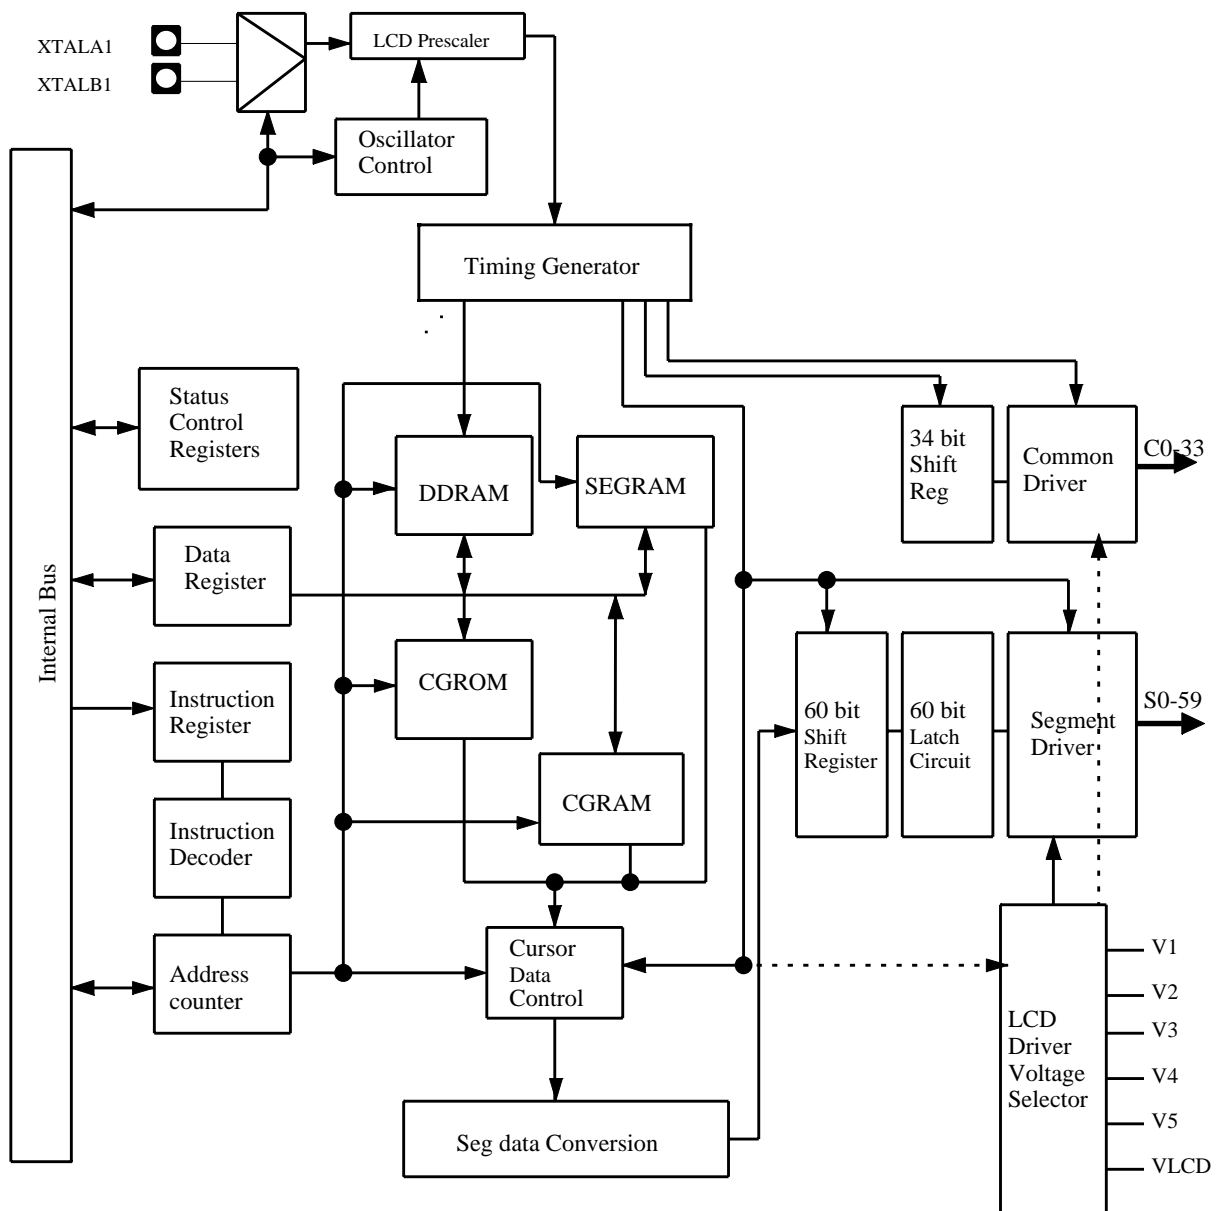 XTALA1
XTALB1
LCD Prescaler
Oscillator
Control
Timing Generator
Internal Bus
Status
Control
Registers
Data
Register
Instruction
Register
Instruction
Decoder
Address
counter
DDRAM
SEGRAM
CGROM
CGRAM
Cursor
Data
Control
Seg data Conversion
34 bit
Shift
Reg
Common
Driver
C0-33
60 bit
Shift
Register
60 bit
Latch
Circuit
Segment
Driver
S0-59
LCD
Driver
Voltage
Selector
V1
V2
V3
V4
V5
VLCD